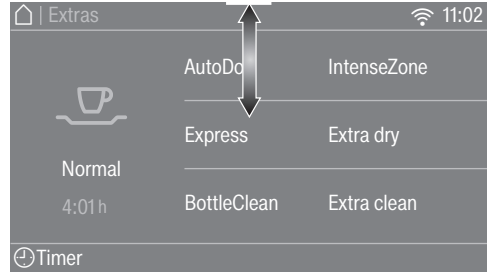 | Extras
11:02
AutoDo
IntenseZone
Express
Extra dry
Normal
4:01 h
BottleClean
Extra clean
Timer